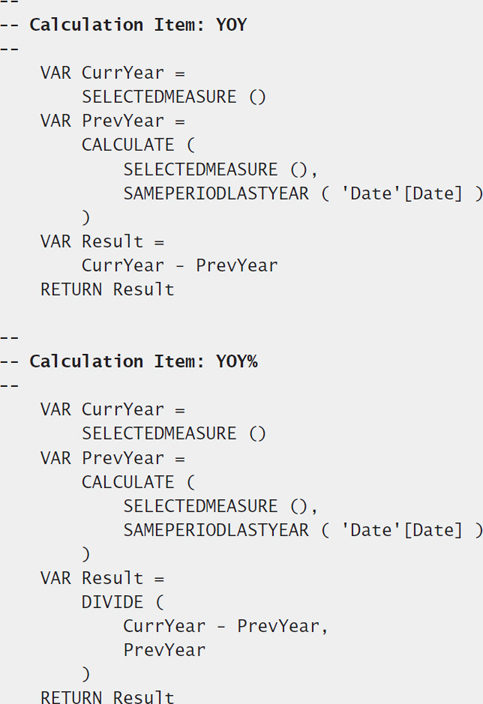 --
-- Calculation Item: YOY
--
VAR CurrYear =
SELECTEDMEASURE ()
VAR PrevYear =
CALCULATE (
SELECTEDMEASURE (),
SAMEPERIODLASTYEAR ( 'Date'[Date] )
)
VAR Result =
CurrYear - PrevYear
RETURN Result
--
-- Calculation Item: YOY%
--
VAR CurrYear =
SELECTEDMEASURE ()
VAR PrevYear =
CALCULATE (
SELECTEDMEASURE (),
SAMEPERIODLASTYEAR ( 'Date'[Date] )
)
VAR Result =
DIVIDE (
CurrYear - PrevYear,
PrevYear
)
RETURN Result